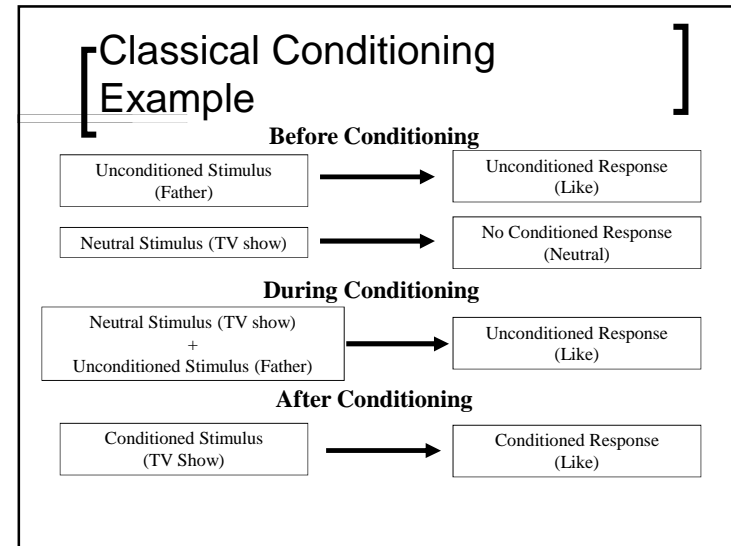 Classical Conditioning
Example
Before Conditioning
Unconditioned Stimulus
(Father)
Unconditioned Response
(Like)
Neutral Stimulus (TV show)
No Conditioned Response
(Neutral)
During Conditioning
Neutral Stimulus (TV show)
+
Unconditioned Stimulus (Father)
Unconditioned Response
(Like)
After Conditioning
Conditioned Stimulus
(TV Show)
Conditioned Response
(Like)